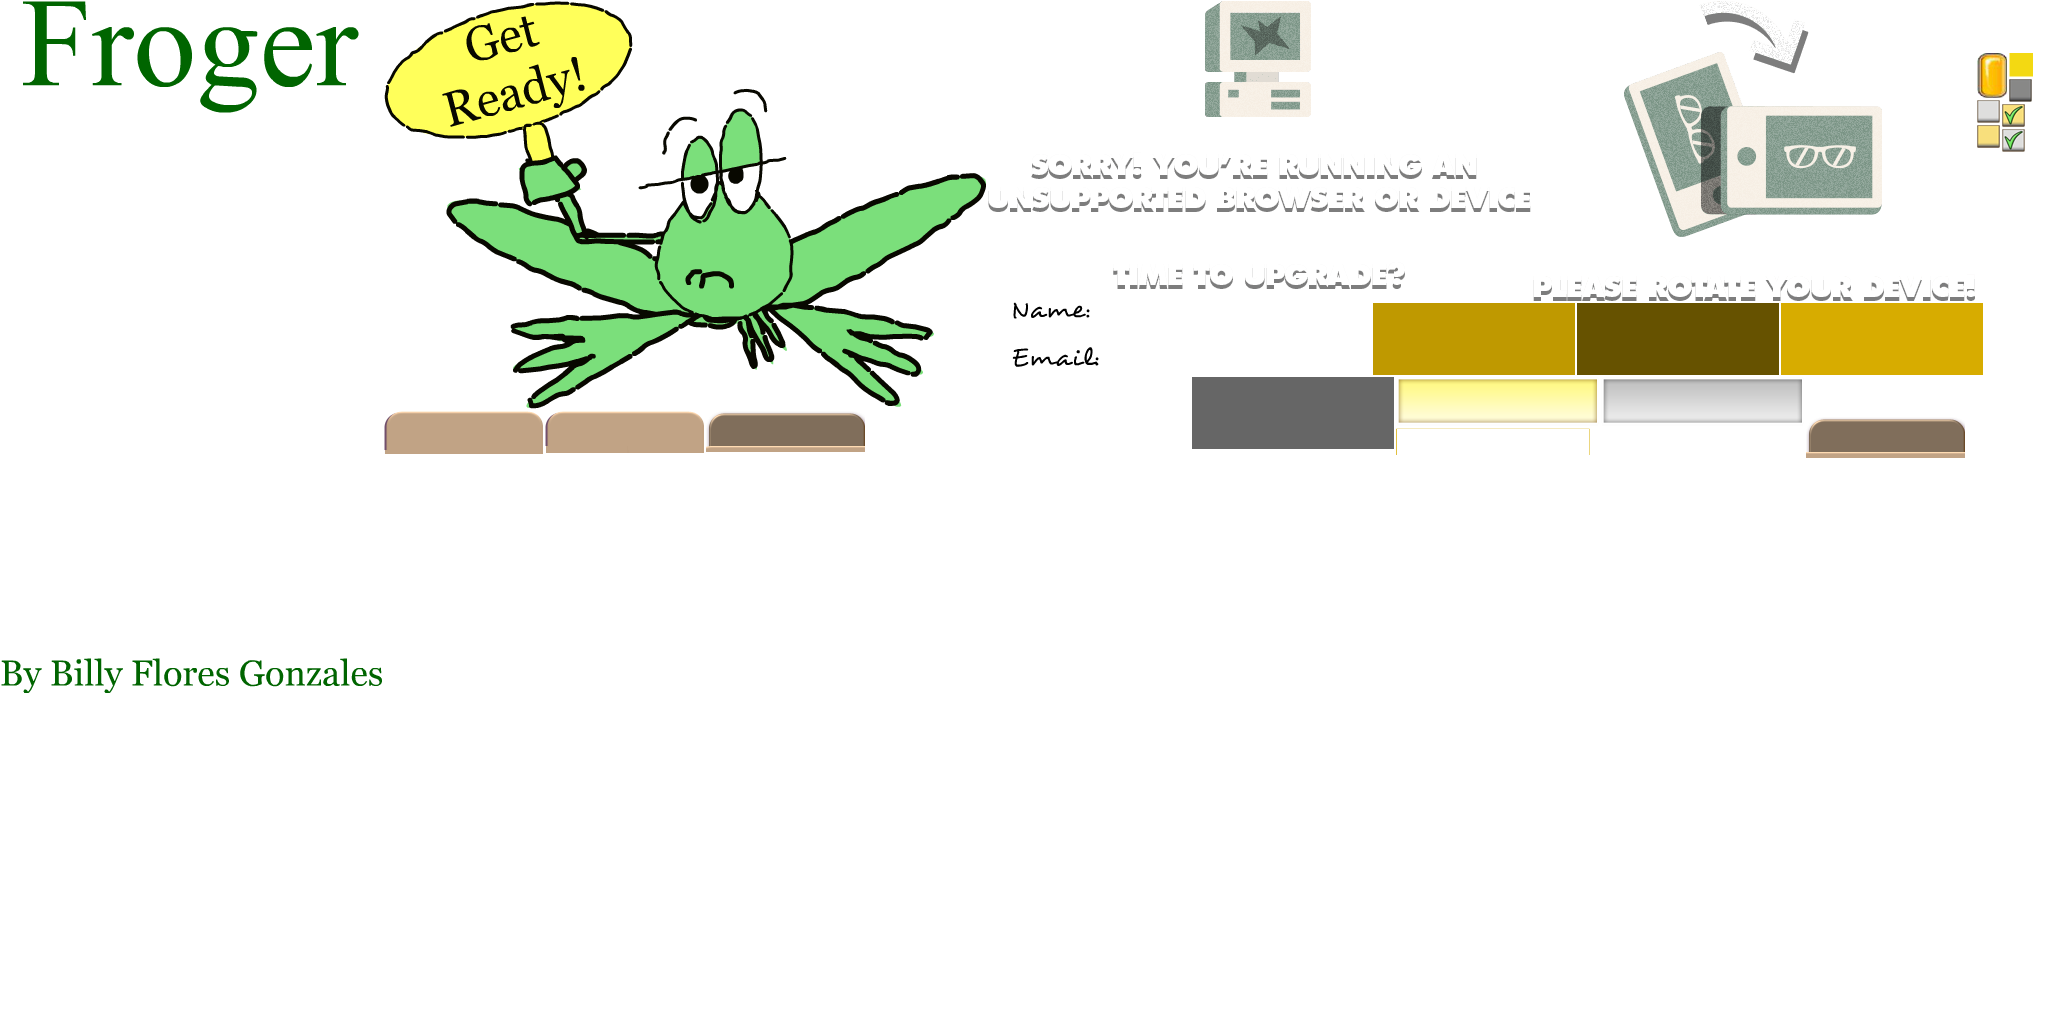 Froger
Get
Ready!
SORRY! YOU'RE RUNNING AN
UNSUPPORTED BROWSER OR DEVICE
TIME TO UPGRADE?
PLEASE ROTATE YOUR DEVICE!
Name:
Email:
By Billy Flores Gonzales